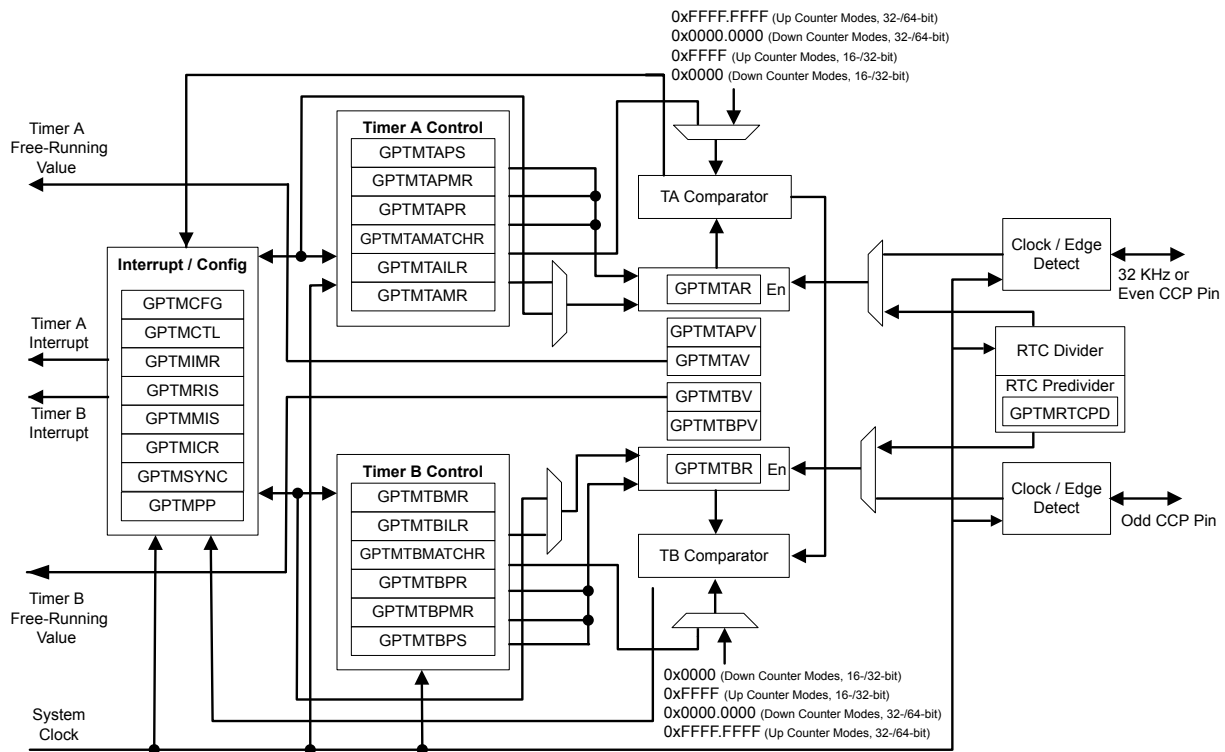 0xFFFF.FFFF (Up Counter Modes, 32-/64-bit)
0x0000.0000 (Down Counter Modes, 32-/64-bit)
0xFFFF (Up Counter Modes, 16-/32-bit)
0x0000 (Down Counter Modes, 16-/32-bit)
Timer A
Free-Running
Value
Timer A Control
GPTMTAPS
GPTMTAPMR
GPTMTAPR
GPTMTAMATCHR
GPTMTAILR
GPTMTAMR
TA Comparator
Clock / Edge
Detect
32 KHz or
Even CCP Pin
Interrupt / Config
GPTMCFG
GPTMCTL
GPTMIMR
GPTMRIS
GPTMMIS
GPTMICR
GPTMSYNC
GPTMPP
GPTMTAR
En
Timer A
Interrupt
Timer B
Interrupt
GPTMTAPV
GPTMTAV
GPTMTBV
GPTMTBPV
RTC Divider
RTC Predivider
GPTMRTCPD
Timer B Control
GPTMTBMR
GPTMTBILR
GPTMTBMATCHR
GPTMTBPR
GPTMTBPMR
GPTMTBPS
GPTMTBR
En
Clock / Edge
Detect
Odd CCP Pin
TB Comparator
Timer B
Free-Running
Value
0x0000 (Down Counter Modes, 16-/32-bit)
0xFFFF (Up Counter Modes, 16-/32-bit)
0x0000.0000 (Down Counter Modes, 32-/64-bit)
0xFFFF.FFFF (Up Counter Modes, 32-/64-bit)
System
Clock